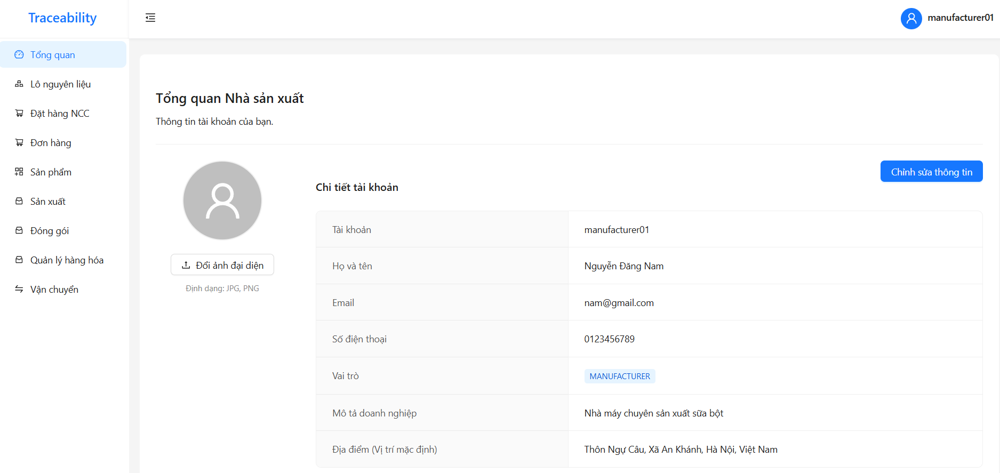 Traceability
manufacturer01
Tổng quan
Lô nguyên liệu
Đặt hàng NCC
Đơn hàng
Sản phẩm
Sản xuất
Đóng gói
Quản lý hàng hóa
Vận chuyển
Tổng quan Nhà sản xuất
Thông tin tài khoản của bạn.
Đổi ảnh đại diện
Định dạng: JPG, PNG
Chi tiết tài khoản
Chỉnh sửa thông tin
Tài khoản manufacturer01
Họ và tên Nguyễn Đăng Nam
Email nam@gmail.com
Số điện thoại 0123456789
Vai trò MANUFACTURER
Mô tả doanh nghiệp Nhà máy chuyên sản xuất sữa bột
Địa điểm (Vị trí mặc định) Thôn Ngự Câu, Xã An Khánh, Hà Nội, Việt Nam